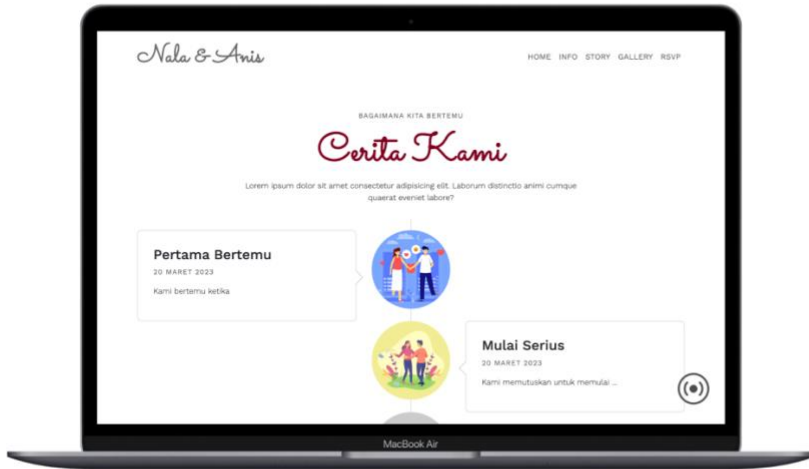 Nala & Anis
HOME INFO STORY GALLERY RSVP
BAGAIMANA KITA BERTEMU
Cerita Kami
Lorem ipsum dolor sit amet consectetur adipisicing elit. Laborum distinctio animi cumque
quaerat eveniet labore?
Pertama Bertemu
20 MARET 2023
Kami bertemu ketika
Mulai Serius
20 MARET 2023
Kami memutuskan untuk memulai ...
MacBook Air